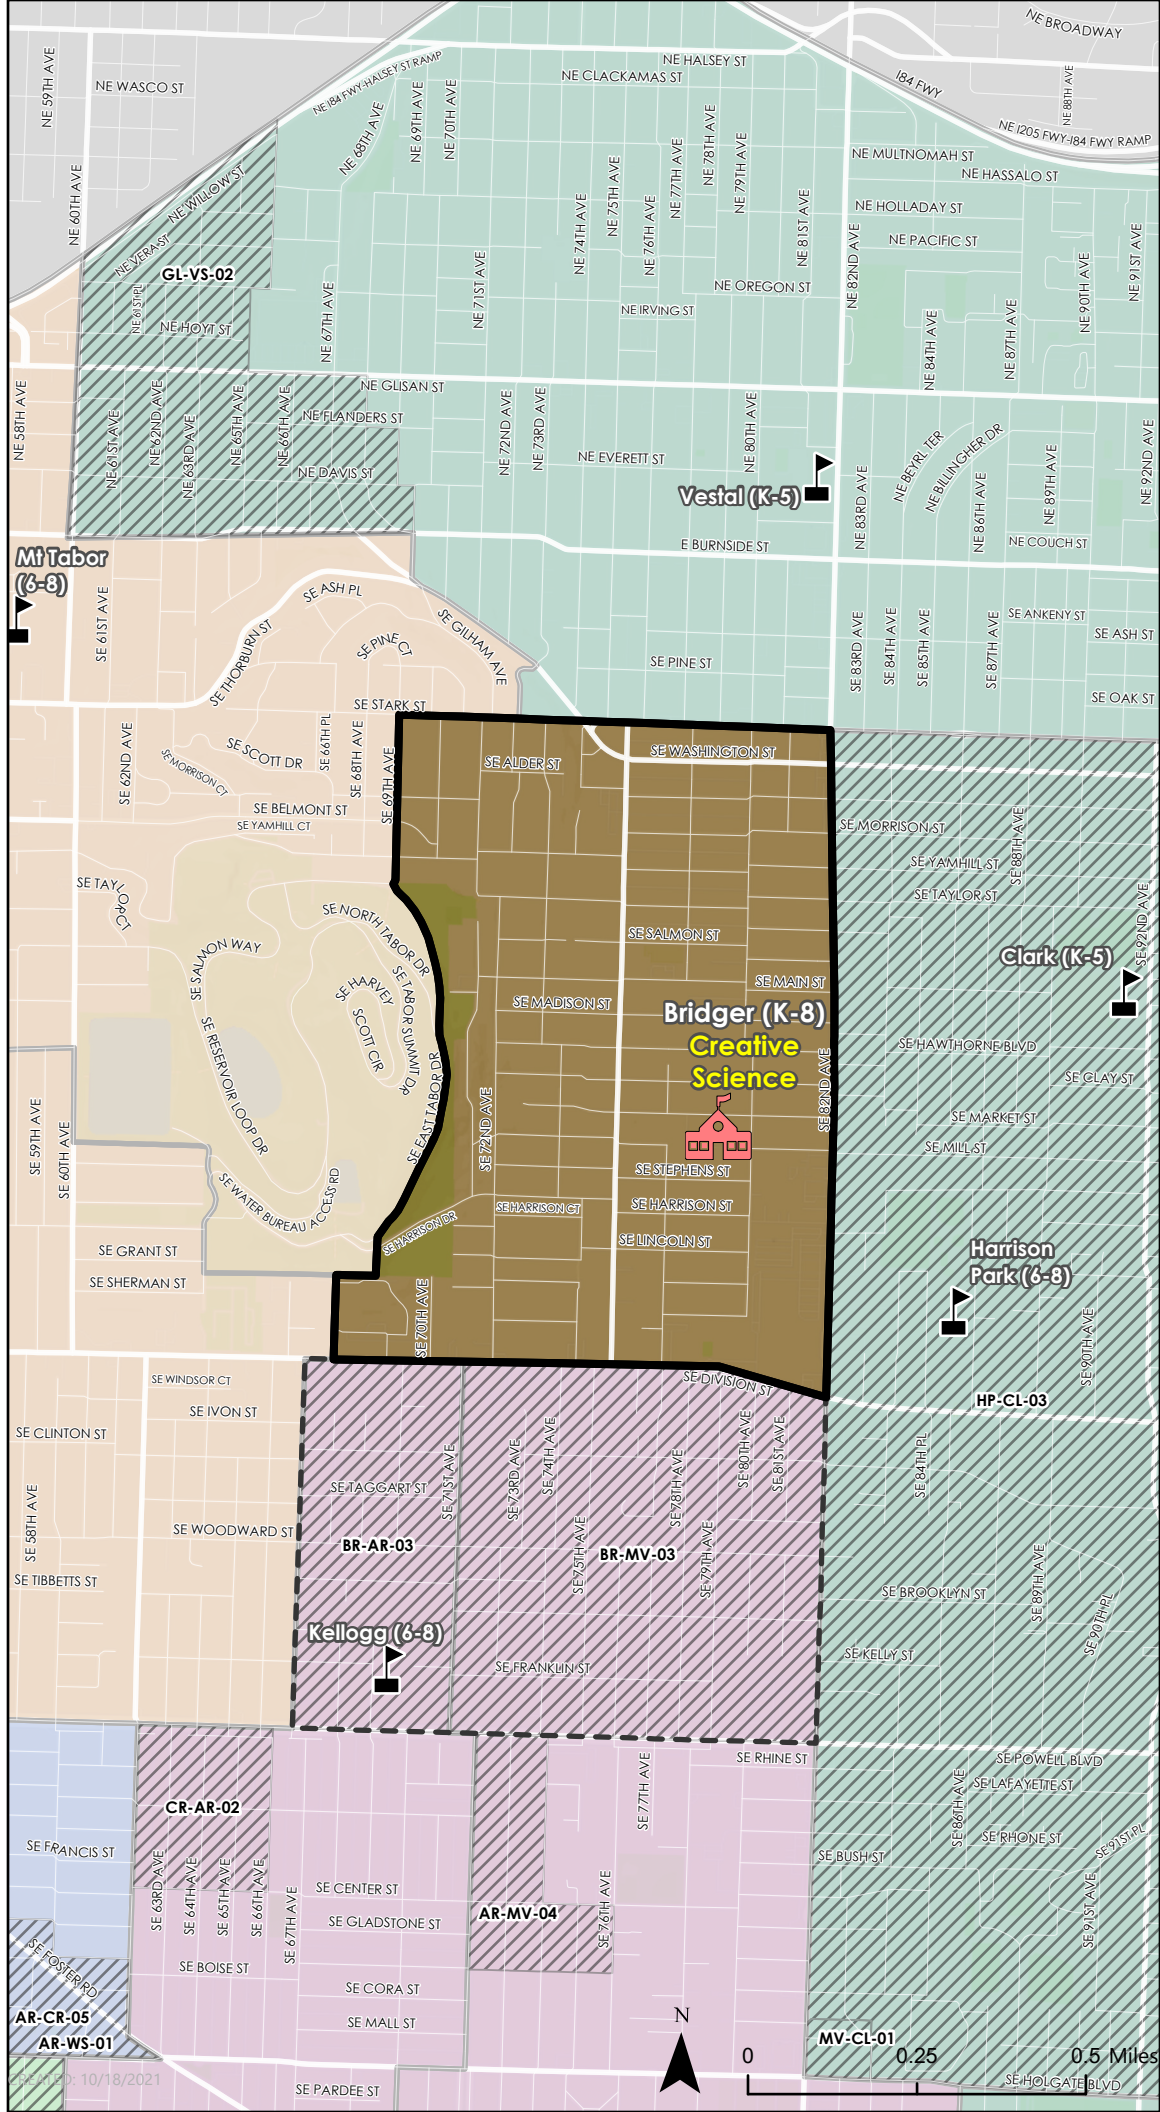 NE BROADWAY
NE HALSEY ST
NE CLACKAMAS ST
NE WASCO ST
NE 59TH AVE
NE I84 FWY-HALSEY ST RAMP
I84 FWY
NE 88TH AVE
NE I205 FWY-I84 FWY RAMP
NE 68TH AVE
NE 69TH AVE
NE 70TH AVE
NE 78TH AVE
NE 79TH AVE
NE 77TH AVE
NE 75TH AVE
NE 74TH AVE
NE 76TH AVE
NE 81ST AVE
NE MULTNOMAH ST
NE HASSALO ST
NE HOLLADAY ST
NE PACIFIC ST
NE 60TH AVE
NE WILLOW ST
NE VERA ST
GL-VS-02
NE 61ST PL
NE HOYT ST
NE 67TH AVE
NE 71ST AVE
NE OREGON ST
NE IRVING ST
NE 82ND AVE
NE 84TH AVE
NE 87TH AVE
NE 90TH AVE
NE 91ST AVE
NE GLISAN ST
NE 58TH AVE
NE 61ST AVE
NE 62ND AVE
NE 63RD AVE
NE 65TH AVE
NE 66TH AVE
NE FLANDERS ST
NE DAVIS ST
NE 72ND AVE
NE 73RD AVE
NE EVERETT ST
NE 80TH AVE
Vestal (K-5)
NE 83RD AVE
NE BEYRL TER
NE BILLINGHER DR
NE 86TH AVE
NE 89TH AVE
NE 92ND AVE
NE COUCH ST
E BURNSIDE ST
Mt Tabor
(6-8)
SE 61ST AVE
SE ASH PL
SE THORBURN ST
SE PINE CT
SE GILHAM AVE
SE PINE ST
SE 83RD AVE
SE 84TH AVE
SE 85TH AVE
SE 87TH AVE
SE ANKENY ST
SE ASH ST
SE OAK ST
SE STARK ST
SE 62ND AVE
SE MORRISON CT
SE SCOTT DR
SE 66TH PL
SE 68TH AVE
SE 69TH AVE
SE BELMONT ST
SE YAMHILL CT
SE ALDER ST
SE WASHINGTON ST
SE MORRISON ST
SE YAMHILL ST
SE 88TH AVE
SE TAYLOR ST
SE TAYLOR CT
SE NORTH TABOR DR
SE SALMON WAY
SE SALMON ST
SE 92ND AVE
Clark (K-5)
SE HARVEY
SCOTT CIR
SE TABOR SUMMIT DR
SE RESERVOIR LOOP DR
SE EAST TABOR DR
SE MAIN ST
SE MADISON ST
Bridger (K-8)
Creative
Science
SE 82ND AVE
SE HAWTHORNE BLVD
SE CLAY ST
SE MARKET ST
SE MILL ST
SE 59TH AVE
SE 60TH AVE
SE 72ND AVE
SE STEPHENS ST
SE WATER BUREAU ACCESS RD
SE HARRISON DR
SE HARRISON CT
SE HARRISON ST
SE LINCOLN ST
SE GRANT ST
SE SHERMAN ST
SE 70TH AVE
Harrison
Park (6-8)
SE 90TH AVE
SE WINDSOR CT
SE IVON ST
SE CLINTON ST
SE DIVISION ST
HP-CL-03
SE 58TH AVE
SE TAGGART ST
SE 71ST AVE
SE 73RD AVE
SE 74TH AVE
SE 78TH AVE
SE 80TH AVE
SE 81ST AVE
SE 84TH PL
SE WOODWARD ST
BR-AR-03
SE 75TH AVE
BR-MV-03
SE 79TH AVE
SE TIBBETTS ST
SE BROOKLYN ST
SE 89TH AVE
SE 90TH PL
Kellogg (6-8)
SE FRANKLIN ST
SE KELLY ST
SE RHINE ST
SE POWELL BLVD
SE LAFAYETTE ST
SE 77TH AVE
CR-AR-02
SE FRANCIS ST
SE RHONE ST
SE 86TH AVE
SE 91ST PL
SE BUSH ST
SE 63RD AVE
SE 64TH AVE
SE 65TH AVE
SE 66TH AVE
SE 67TH AVE
SE CENTER ST
AR-MV-04
SE GLADSTONE ST
SE 76TH AVE
SE 91ST AVE
SE FOSTER RD
SE BOISE ST
SE CORA ST
SE MALL ST
AR-CR-05
AR-WS-01
N
MV-CL-01
0 0.25 0.5 Miles
CREATED: 10/18/2021
SE PARDEE ST
SE HOLGATE BLVD